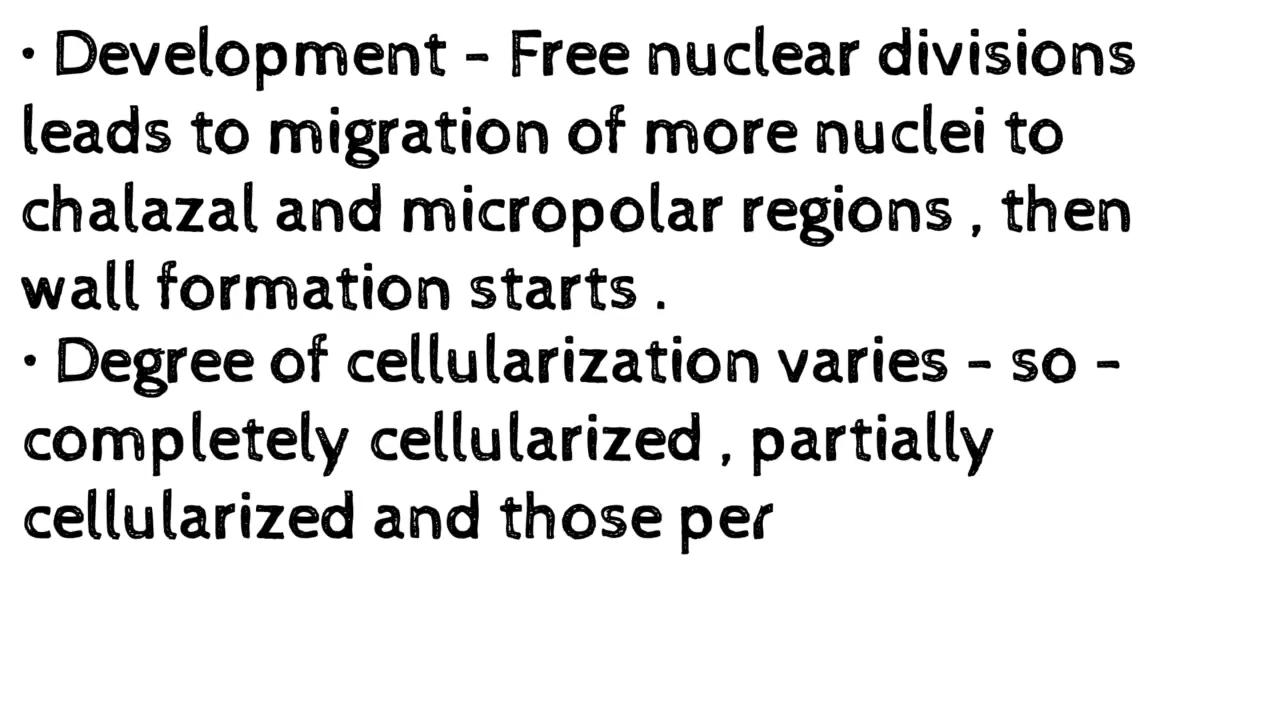 • Development - Free nuclear divisions
leads to migration of more nuclei to
chalazal and micropolar regions , then
wall formation starts .
• Degree of cellularization varies - so -
completely cellularized , partially
cellularized and those per